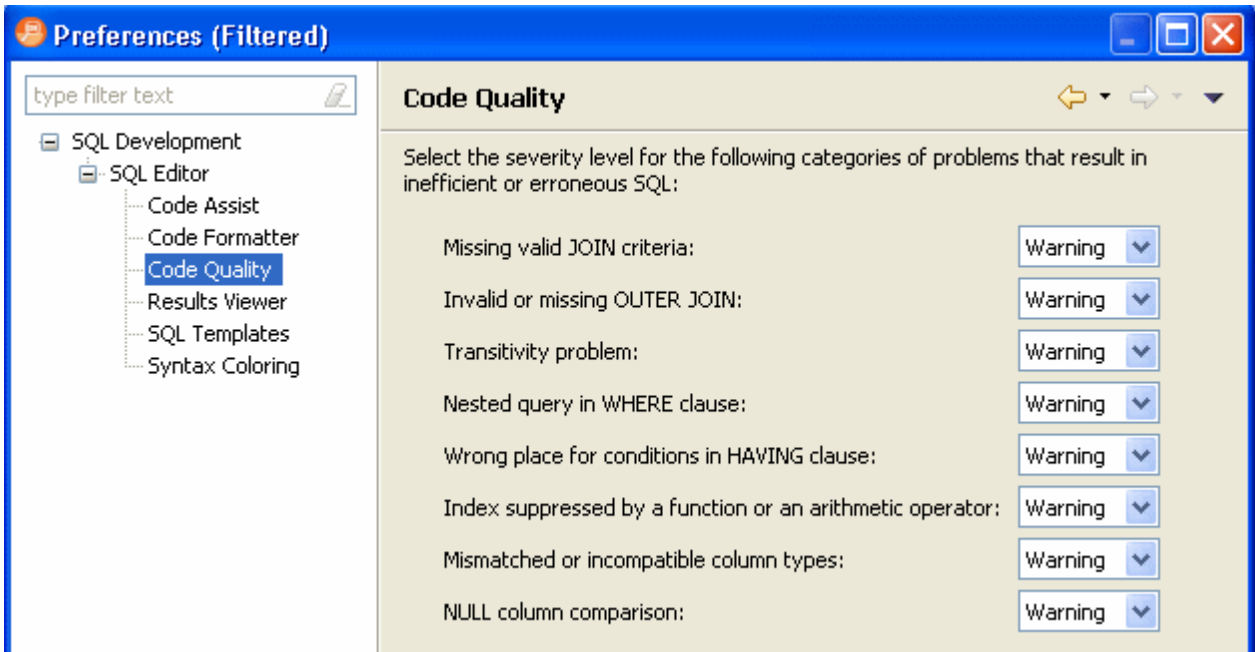 Preferences (Filtered)
type filter text
SQL Development
SQL Editor
Code Assist
Code Formatter
Code Quality
Results Viewer
SQL Templates
Syntax Coloring
Code Quality
Select the severity level for the following categories of problems that result in
inefficient or erroneous SQL:
Missing valid JOIN criteria: Warning
Invalid or missing OUTER JOIN: Warning
Transitivity problem: Warning
Nested query in WHERE clause: Warning
Wrong place for conditions in HAVING clause: Warning
Index suppressed by a function or an arithmetic operator: Warning
Mismatched or incompatible column types: Warning
NULL column comparison: Warning